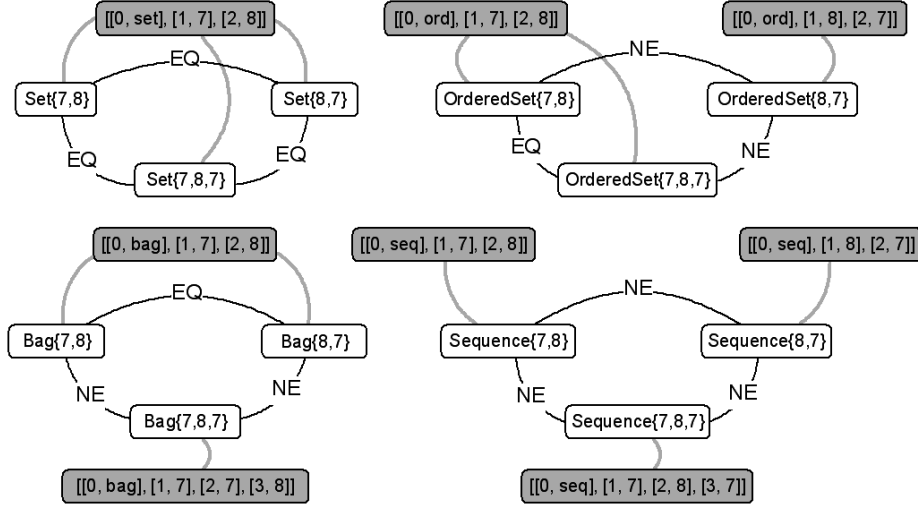 [[0, set], [1, 7], [2, 8]]
EQ
Set{7,8}
Set{8,7}
EQ
EQ
Set{7,8,7}
[[0, ord], [1, 7], [2, 8]]
[[0, ord], [1, 8], [2, 7]]
NE
OrderedSet{7,8}
OrderedSet{8,7}
EQ
NE
OrderedSet{7,8,7}
[[0, bag], [1, 7], [2, 8]]
EQ
Bag{7,8}
Bag{8,7}
NE
NE
Bag{7,8,7}
[[0, bag], [1, 7], [2, 7], [3, 8]]
[[0, seq], [1, 7], [2, 8]]
[[0, seq], [1, 8], [2, 7]]
NE
Sequence{7,8}
Sequence{8,7}
NE
NE
Sequence{7,8,7}
[[0, seq], [1, 7], [2, 8], [3, 7]]